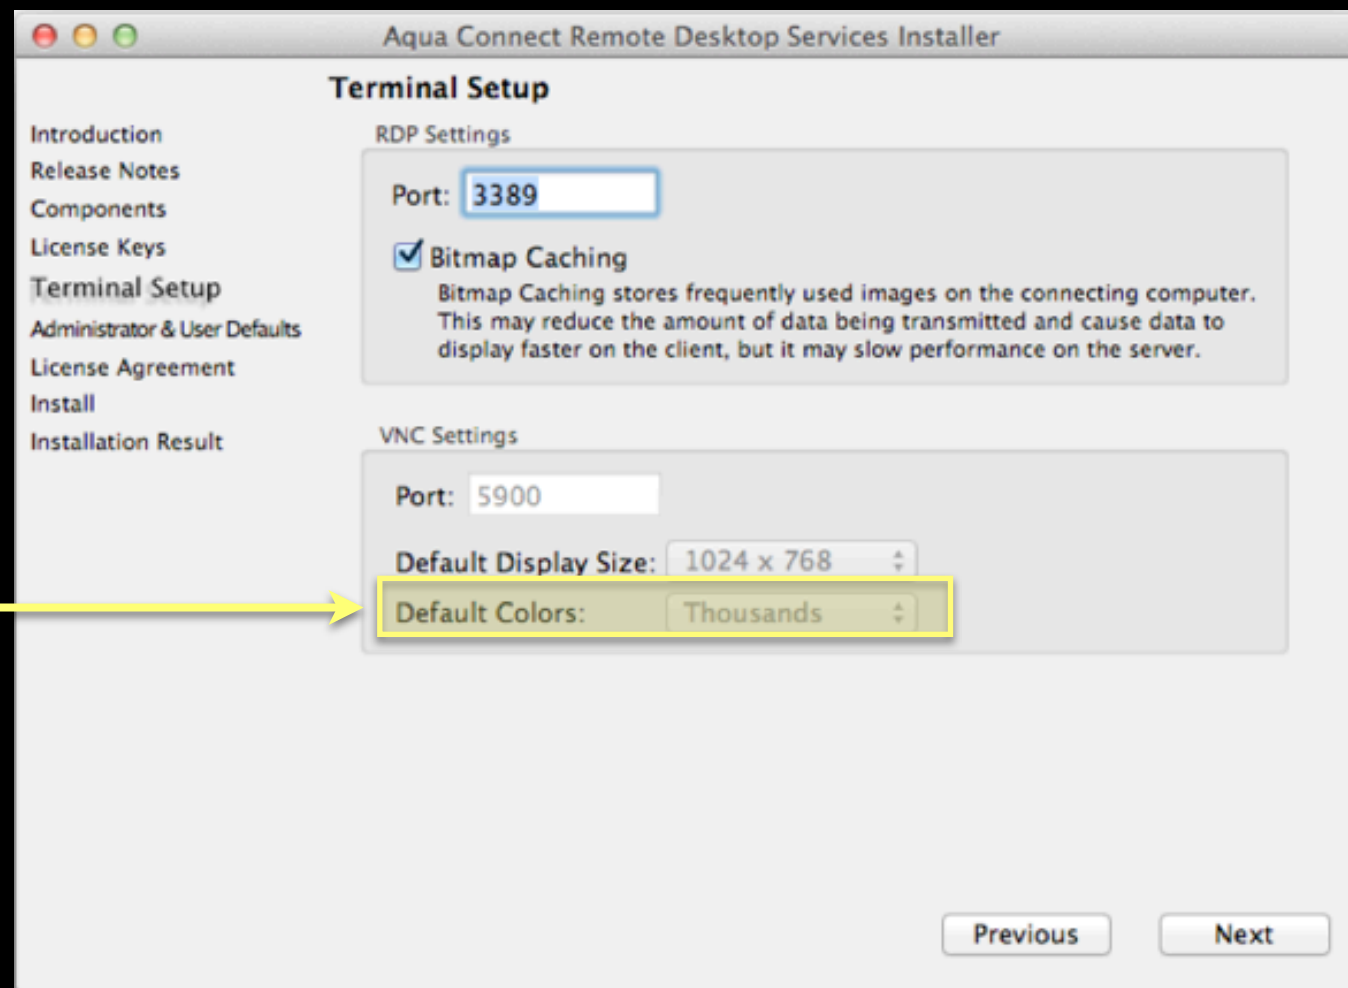 Aqua Connect Remote Desktop Services Installer
Terminal Setup
Introduction
Release Notes
Components
License Keys
Terminal Setup
Administrator & User Defaults
License Agreement
Install
Installation Result
RDP Settings
Port: 3389
Bitmap Caching
Bitmap Caching stores frequently used images on the connecting computer.
This may reduce the amount of data being transmitted and cause data to
display faster on the client, but it may slow performance on the server.
VNC Settings
Port: 5900
Default Display Size: 1024 x 768
Default Colors: Thousands
Previous Next